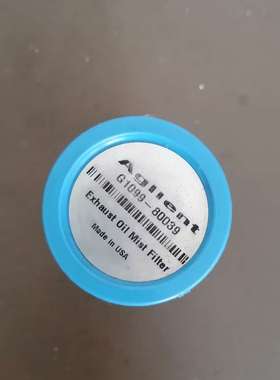 Agilent
G1099-80039
Exhaust Oil Mist Filter
Made in USA